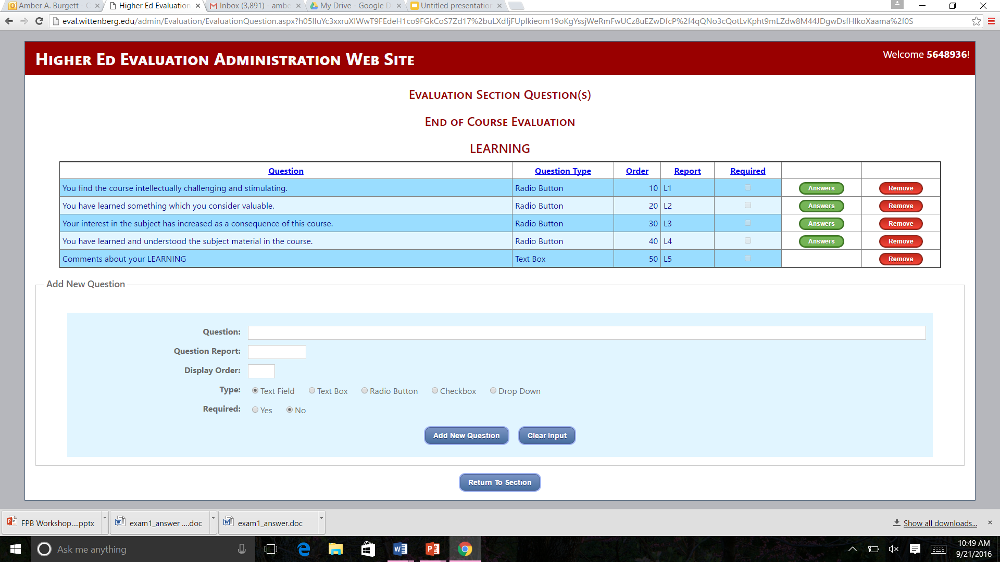 Amber A. Burgett - Higher Ed Evaluation Inbox (3,891) - ambe My Drive - Google D Untitled presentation
eval.wittenberg.edu/admin/Evaluation/EvaluationQuestion.aspx?h05IIuYc3xxruXIWwT9FEdeH1co9FGkCoS7Zd17%2buLXdfjFUplkieom19oKgYssjWeRmFwUCz8uEZwDfcP%2f4qQNo3cQotLvKpht9mLZdw8M44JDgwDsfHIkoXaama%2f0S
Higher Ed Evaluation Administration Web Site
Welcome 5648936!
Evaluation Section Question(s)
End of Course Evaluation
LEARNING
Question Question Type Order Report Required
You find the course intellectually challenging and stimulating. Radio Button 10 L1 Answers Remove
You have learned something which you consider valuable. Radio Button 20 L2 Answers Remove
Your interest in the subject has increased as a consequence of this course. Radio Button 30 L3 Answers Remove
You have learned and understood the subject material in the course. Radio Button 40 L4 Answers Remove
Comments about your LEARNING Text Box 50 L5 Remove
Add New Question
Question:
Question Report:
Display Order:
Type: Text Field Text Box Radio Button Checkbox Drop Down
Required: Yes No
Add New Question Clear Input
Return To Section
FPB Workshop....pptx exam1_answer ....doc exam1_answer.doc Show all downloads...
Ask me anything
10:49 AM
9/21/2016